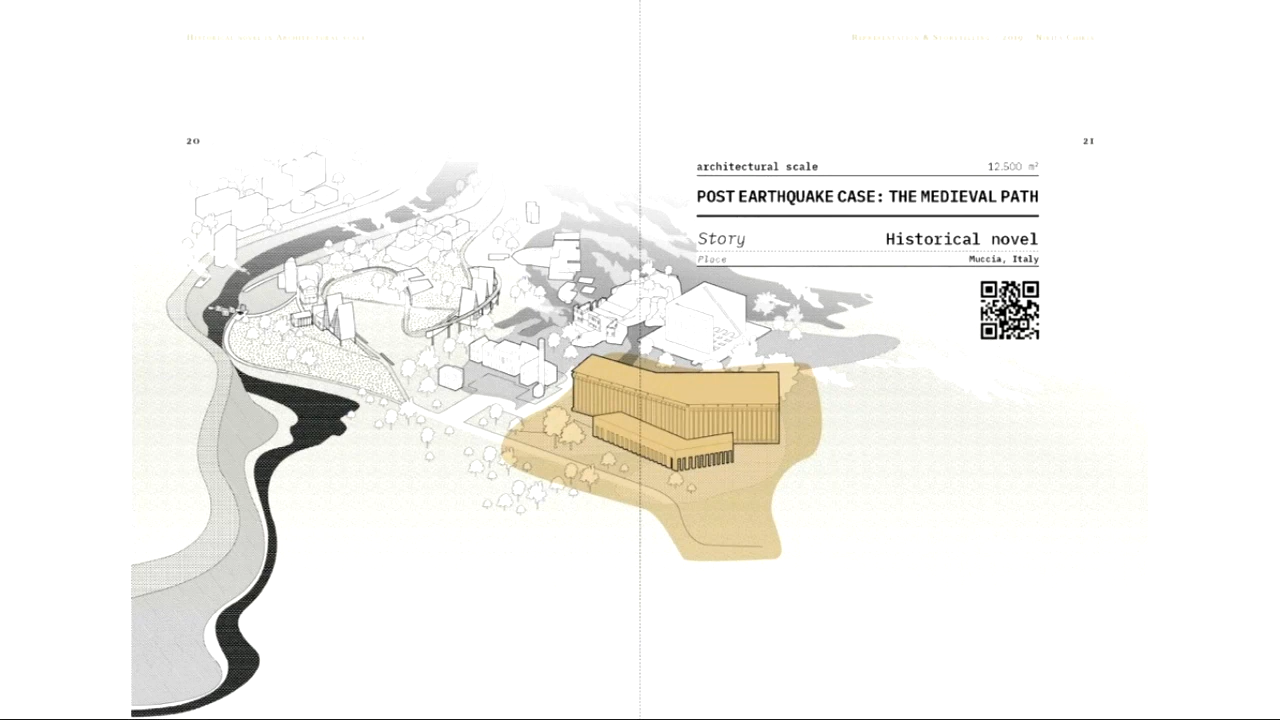 20
21
architectural scale 12.500 m²
POST EARTHQUAKE CASE: THE MEDIEVAL PATH
Story Historical novel
Place Muccia, Italy